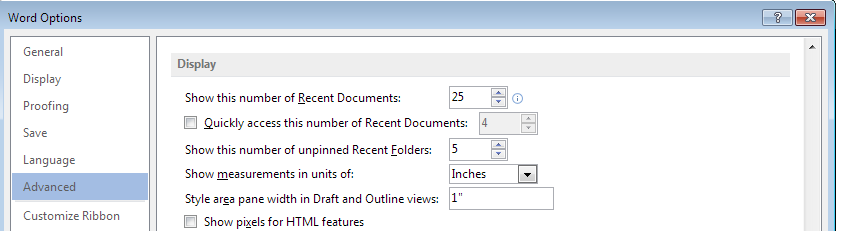 Word Options
General
Display
Proofing
Save
Language
Advanced
Customize Ribbon
Display
Show this number of Recent Documents: 25
Quickly access this number of Recent Documents: 4
Show this number of unpinned Recent Folders: 5
Show measurements in units of: Inches
Style area pane width in Draft and Outline views: 1"
Show pixels for HTML features